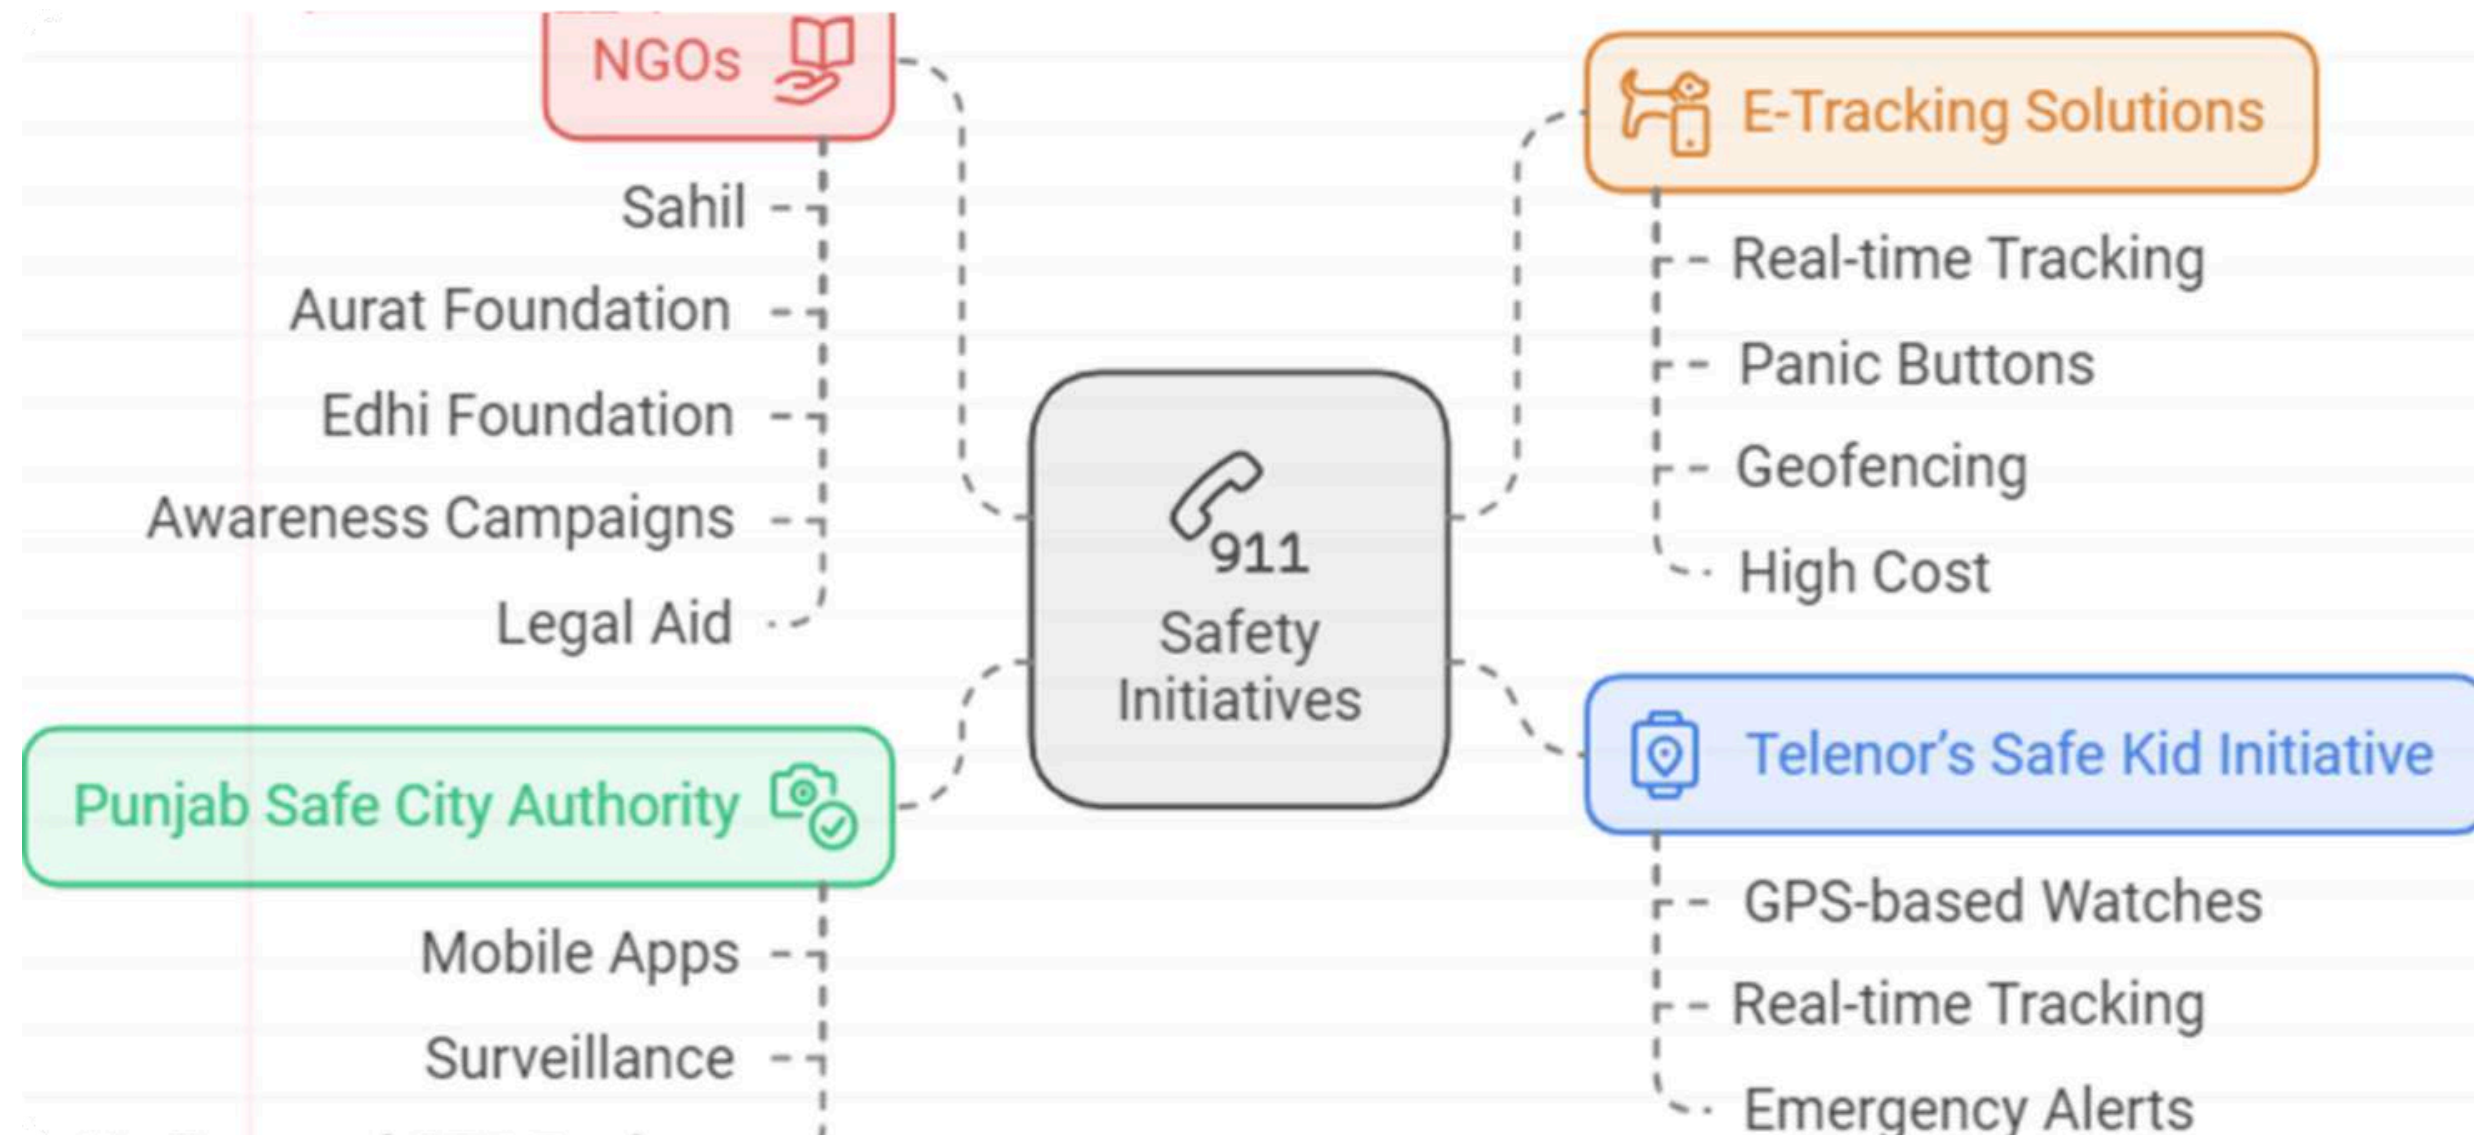 NGOs
Sahil
Aurat Foundation
Edhi Foundation
Awareness Campaigns
Legal Aid
Punjab Safe City Authority
Mobile Apps
Surveillance
911
Safety
Initiatives
E-Tracking Solutions
Real-time Tracking
Panic Buttons
Geofencing
High Cost
Telenor’s Safe Kid Initiative
GPS-based Watches
Real-time Tracking
Emergency Alerts